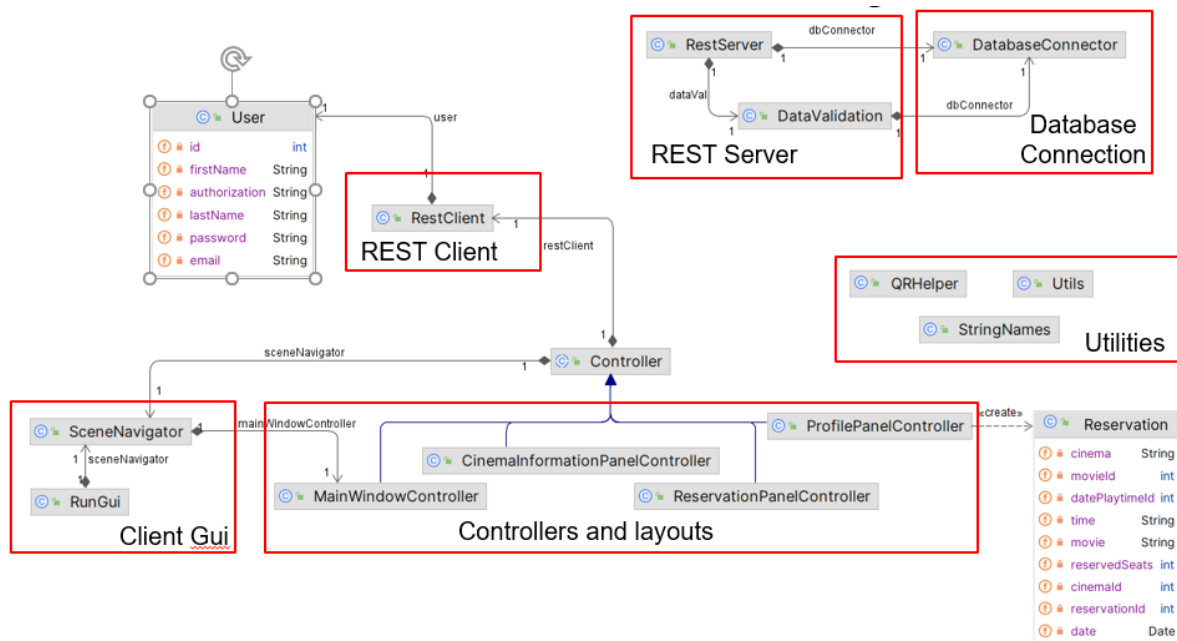 RestServer
dbConnector
DatabaseConnector
1
1
1
1
dataVal
dbConnector
1
DataValidation
1
REST Server
Database
Connection
User
1
id int
firstName String
authorization String
lastName String
password String
email String
user
1
RestClient
1
restClient
REST Client
QRHelper
Utils
StringNames
Utilities
1
sceneNavigator
1
Controller
1
SceneNavigator
1
mainWindowController
sceneNavigator
1
1
1
RunGui
Client Gui
ProfilePanelController
CinemaInformationPanelController
MainWindowController
ReservationPanelController
Controllers and layouts
«create»
Reservation
cinema String
movieId int
datePlaytimeId int
time String
movie String
reservedSeats int
cinemaId int
reservationId int
date Date